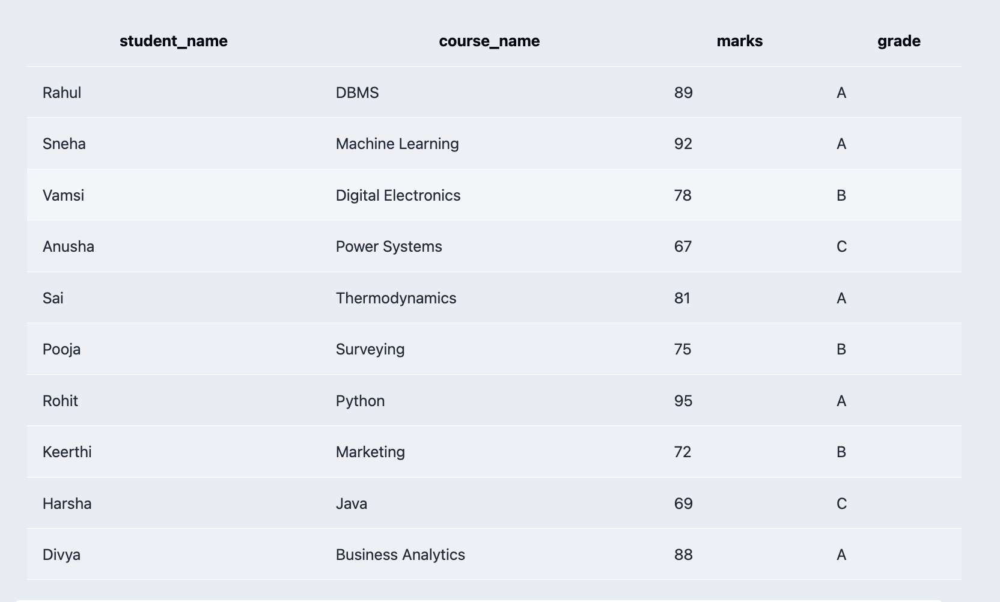 student_name course_name marks grade
Rahul DBMS 89 A
Sneha Machine Learning 92 A
Vamsi Digital Electronics 78 B
Anusha Power Systems 67 C
Sai Thermodynamics 81 A
Pooja Surveying 75 B
Rohit Python 95 A
Keerthi Marketing 72 B
Harsha Java 69 C
Divya Business Analytics 88 A